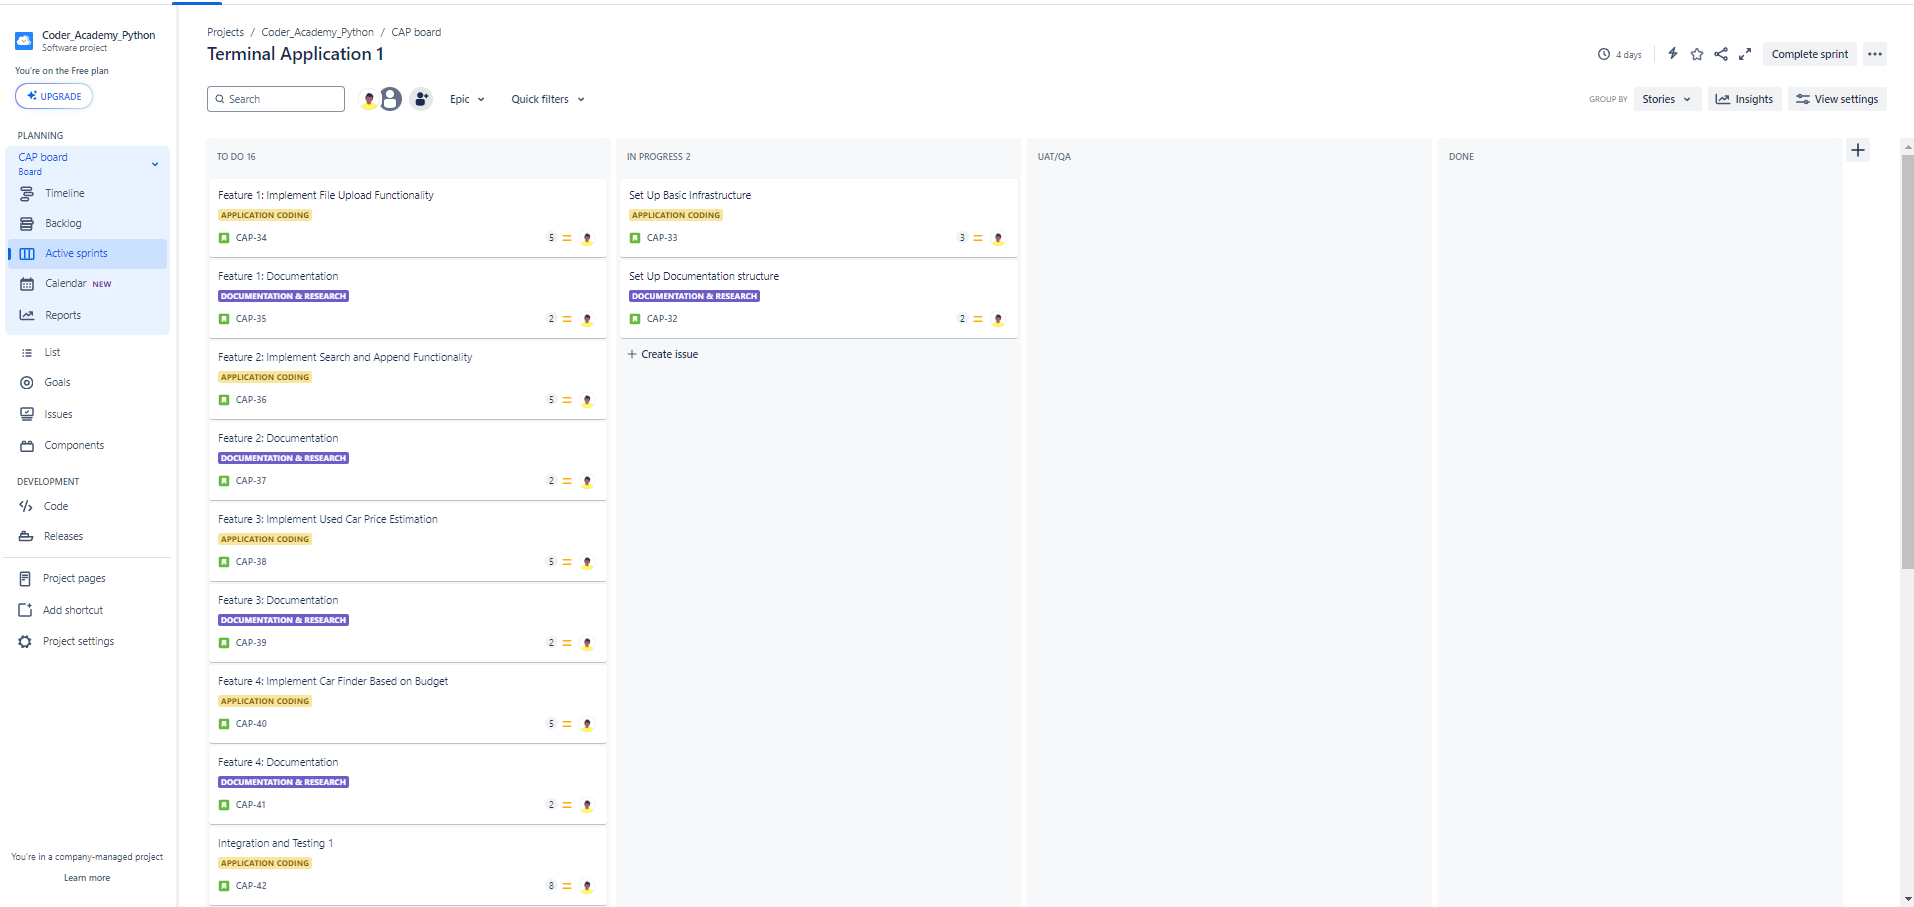 Coder_Academy_Python
Software project
You're on the Free plan
UPGRADE
PLANNING
CAP board
Board
Timeline
Backlog
Active sprints
Calendar NEW
Reports
List
Goals
Issues
Components
DEVELOPMENT
Code
Releases
Project pages
Add shortcut
Project settings
You're in a company-managed project
Learn more
Projects / Coder_Academy_Python / CAP board
Terminal Application 1
4 days
Complete sprint
Search
Epic
Quick filters
GROUP BY
Stories
Insights
View settings
TO DO 16
Feature 1: Implement File Upload Functionality
APPLICATION CODING
CAP-34 5
Feature 1: Documentation
DOCUMENTATION & RESEARCH
CAP-35 2
Feature 2: Implement Search and Append Functionality
APPLICATION CODING
CAP-36 5
Feature 2: Documentation
DOCUMENTATION & RESEARCH
CAP-37 2
Feature 3: Implement Used Car Price Estimation
APPLICATION CODING
CAP-38 5
Feature 3: Documentation
DOCUMENTATION & RESEARCH
CAP-39 2
Feature 4: Implement Car Finder Based on Budget
APPLICATION CODING
CAP-40 5
Feature 4: Documentation
DOCUMENTATION & RESEARCH
CAP-41 2
Integration and Testing 1
APPLICATION CODING
CAP-42 8
IN PROGRESS 2
Set Up Basic Infrastructure
APPLICATION CODING
CAP-33 3
Set Up Documentation structure
DOCUMENTATION & RESEARCH
CAP-32 2
+ Create issue
UAT/QA
DONE